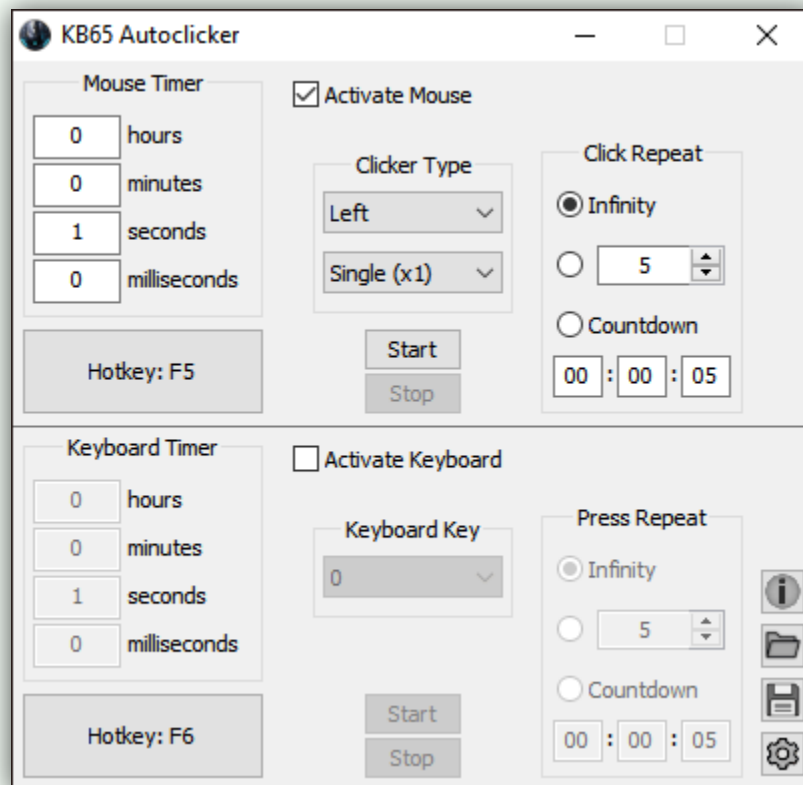 KB65 Autoclicker
Mouse Timer
0 hours
0 minutes
1 seconds
0 milliseconds
Hotkey: F5
Activate Mouse
Clicker Type
Left
Single (x1)
Start
Stop
Click Repeat
Infinity
5
Countdown
00 : 00 : 05
Keyboard Timer
0 hours
0 minutes
1 seconds
0 milliseconds
Hotkey: F6
Activate Keyboard
Keyboard Key
0
Start
Stop
Press Repeat
Infinity
5
Countdown
00 : 00 : 05